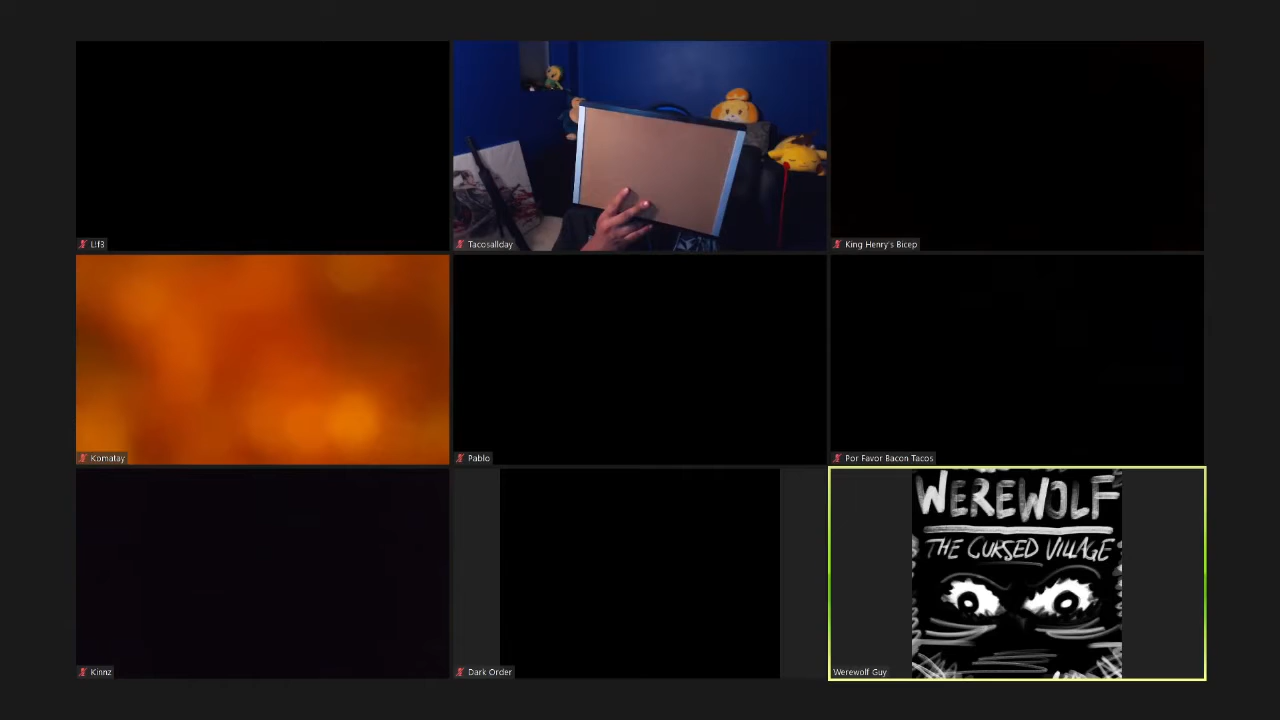 L!f3
Tacosallday
King Henry's Bicep
Komatay
Pablo
Por Favor Bacon Tacos
WEREWOLF
THE CURSED VILLAGE
Kinnz
Dark Order
Werewolf Guy